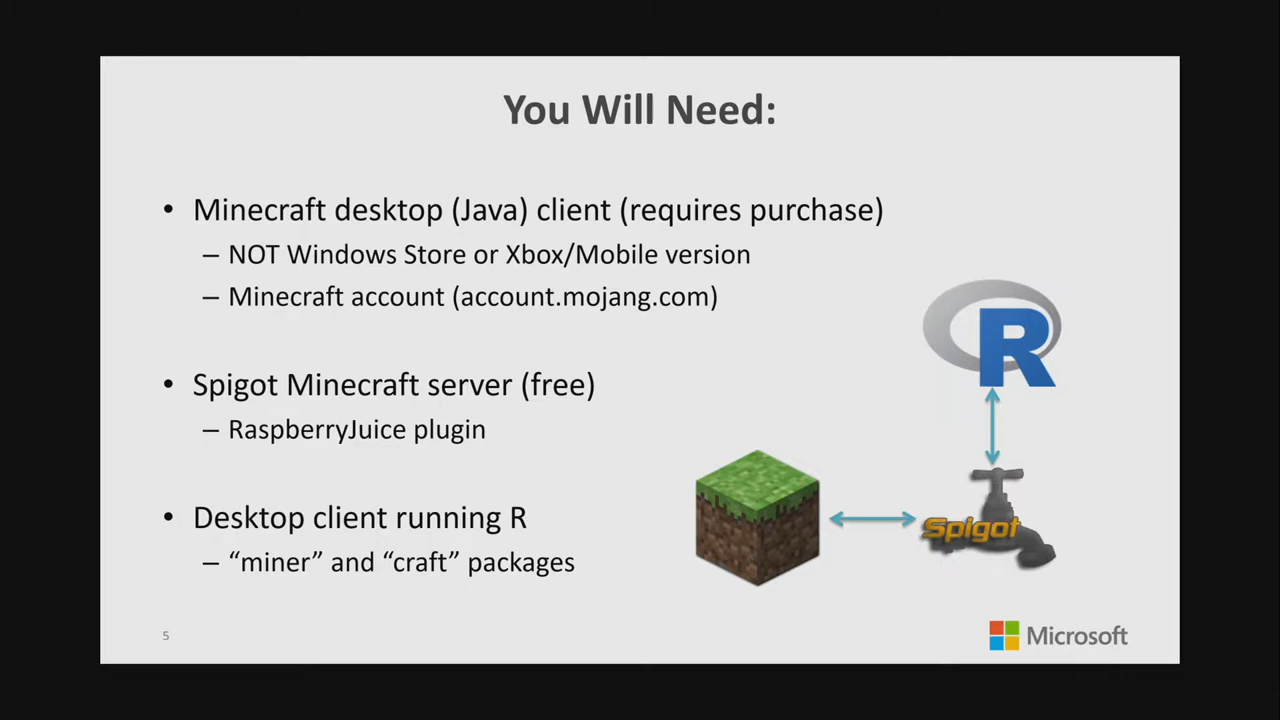 You Will Need:
• Minecraft desktop (Java) client (requires purchase)
– NOT Windows Store or Xbox/Mobile version
– Minecraft account (account.mojang.com)
• Spigot Minecraft server (free)
– RaspberryJuice plugin
• Desktop client running R
– “miner” and “craft” packages
R
Spigot
5
Microsoft